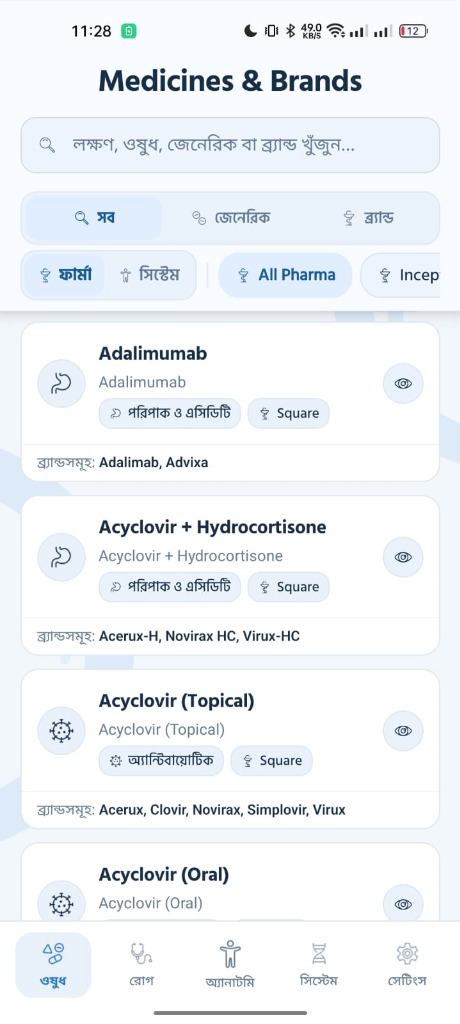 11:28
49.0
KB/S
12
Medicines & Brands
লক্ষণ, ওষুধ, জেনেরিক বা ব্র্যান্ড খুঁজুন...
সব জেনেরিক ব্র্যান্ড
ফার্মা সিস্টেম All Pharma Incep
Adalimumab
Adalimumab
পরিপাক ও এসিডিটি Square
ব্র্যান্ডসমূহ: Adalimab, Advixa
Acyclovir + Hydrocortisone
Acyclovir + Hydrocortisone
পরিপাক ও এসিডিটি Square
ব্র্যান্ডসমূহ: Acerux-H, Novirax HC, Virux-HC
Acyclovir (Topical)
Acyclovir (Topical)
অ্যান্টিবায়োটিক Square
ব্র্যান্ডসমূহ: Acerux, Clovir, Novirax, Simplovir, Virux
Acyclovir (Oral)
Acyclovir (Oral)
ওষুধ রোগ অ্যানাটমি সিস্টেম সেটিংস